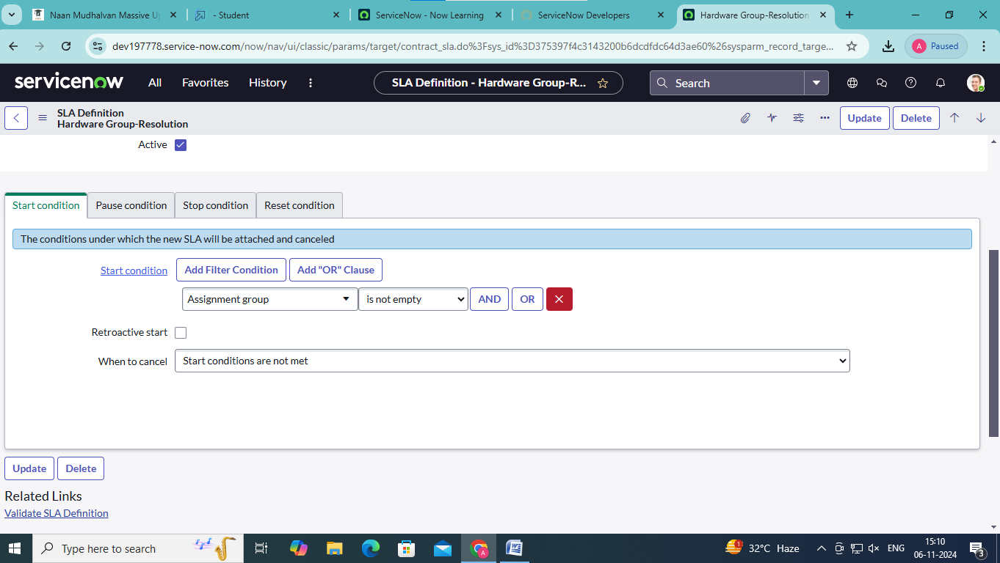 Naan Mudhalvan Massive Up
- Student
ServiceNow - Now Learning
ServiceNow Developers
Hardware Group-Resolution
dev197778.service-now.com/now/nav/ui/classic/params/target/contract_sla.do%3Fsys_id%3D375397f4c3143200b6dcdfdc64d3ae60%26sysparm_record_targe...
A Paused
servicenow All Favorites History SLA Definition - Hardware Group-R... Search
SLA Definition
Hardware Group-Resolution
Update Delete
Active
Start condition Pause condition Stop condition Reset condition
The conditions under which the new SLA will be attached and canceled
Start condition Add Filter Condition Add "OR" Clause
Assignment group is not empty AND OR
Retroactive start
When to cancel Start conditions are not met
Update Delete
Related Links
Validate SLA Definition
Type here to search
1
A
W
32°C Haze
ENG
15:10
06-11-2024
3